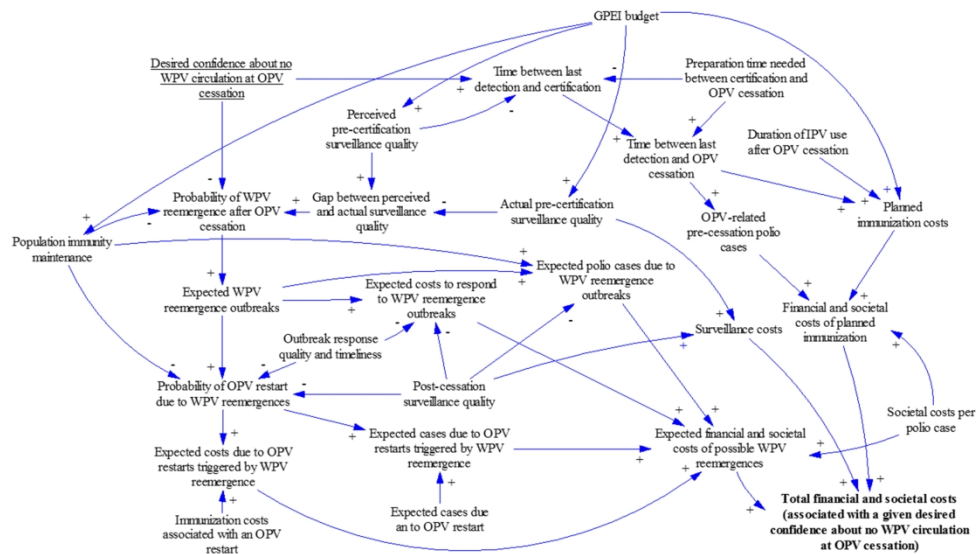 GPEI budget
Desired confidence about no
WPV circulation at OPV
cessation
Time between last
detection and certification
Preparation time needed
between certification and
OPV cessation
Perceived
pre-certification
surveillance quality
Time between last
detection and OPV
cessation
Duration of IPV use
after OPV cessation
Probability of WPV
reemergence after OPV
cessation
Gap between perceived
and actual surveillance
quality
Actual pre-certification
surveillance quality
OPV-related
pre-cessation polio
cases
Planned
immunization costs
Population immunity
maintenance
Expected WPV
reemergence outbreaks
Expected costs to respond
to WPV reemergence
outbreaks
Expected polio cases due to
WPV reemergence
outbreaks
Financial and societal
costs of planned
immunization
Surveillance costs
Outbreak response
quality and timeliness
Probability of OPV restart
due to WPV reemergences
Post-cessation
surveillance quality
Societal costs per
polio case
Expected costs due to OPV
restarts triggered by WPV
reemergence
Expected cases due to OPV
restarts triggered by WPV
reemergence
Expected financial and societal
costs of possible WPV
reemergences
Immunization costs
associated with an OPV
restart
Expected cases due
an to OPV restart
Total financial and societal costs
(associated with a given desired
confidence about no WPV circulation
at OPV cessation)